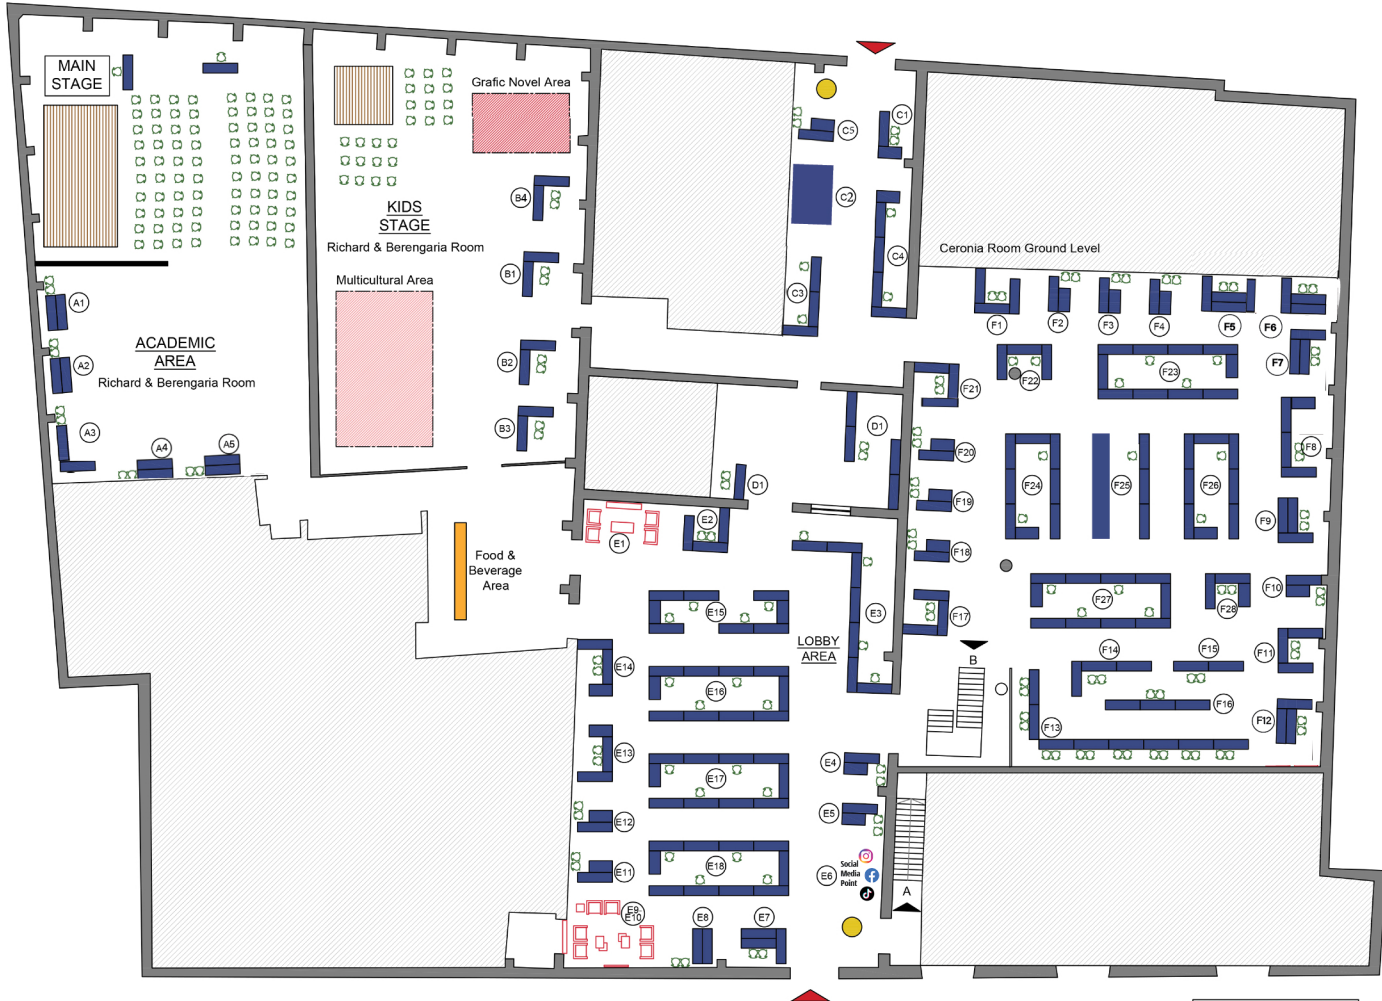 MAIN
STAGE
Grafic Novel Area
KIDS
STAGE
Richard & Berengaria Room
Multicultural Area
ACADEMIC
AREA
Richard & Berengaria Room
Ceronia Room Ground Level
Food &
Beverage
Area
LOBBY
AREA
Social
Media
Point
A1
A2
A3
A4
A5
B4
B1
B2
B3
C1
C5
C2
C4
C3
D1
D1
E1
E2
E3
E15
E14
E16
E13
E17
E4
E12
E5
E11
E18
E6
E9
E10
E8
E7
F1
F2
F3
F4
F5
F6
F7
F22
F23
F21
F20
F19
F18
F17
F24
F25
F26
F8
F9
F10
F27
F28
F11
F14
F15
F16
F13
F12
B
A